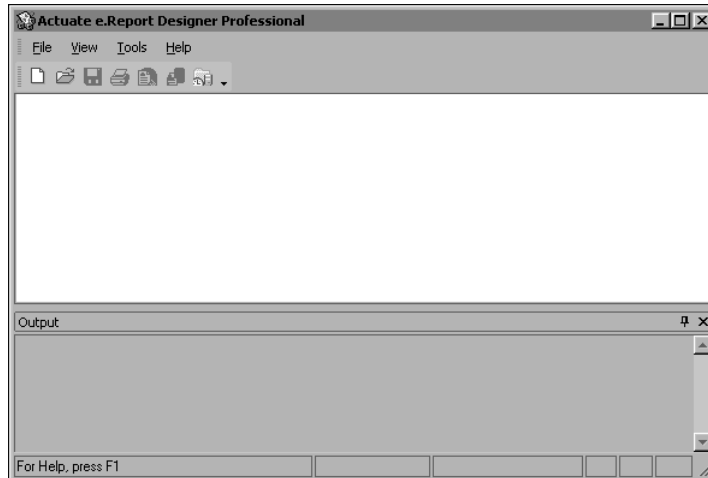 Actuate e.Report Designer Professional
File View Tools Help
Output
For Help, press F1